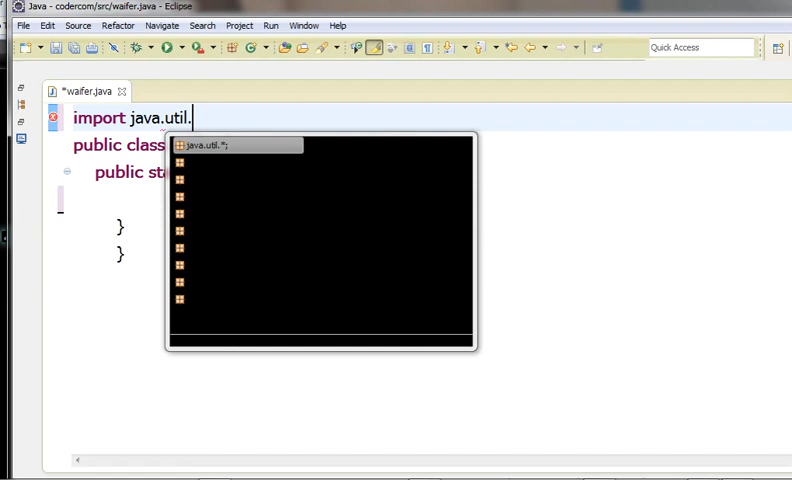 Java - codercom/src/waifer.java - Eclipse
File Edit Source Refactor Navigate Search Project Run Window Help
Quick Access
*waifer.java
import java.util.
java.util.*;
public class
public sta
}
}